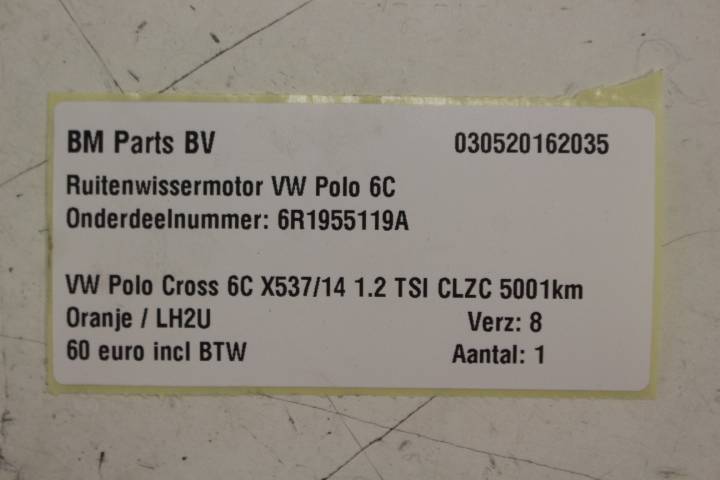 BM Parts BV 030520162035
Ruitenwissermotor VW Polo 6C
Onderdeelnummer: 6R1955119A
VW Polo Cross 6C X537/14 1.2 TSI CLZC 5001km
Oranje / LH2U Verz: 8
60 euro incl BTW Aantal: 1